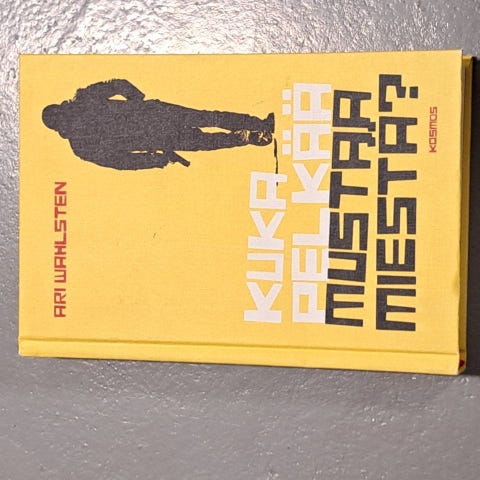 ARI WAHLSTEN
KUKA
PELKÄÄ
MUSTAA
MIESTÄ?
KOSMOS